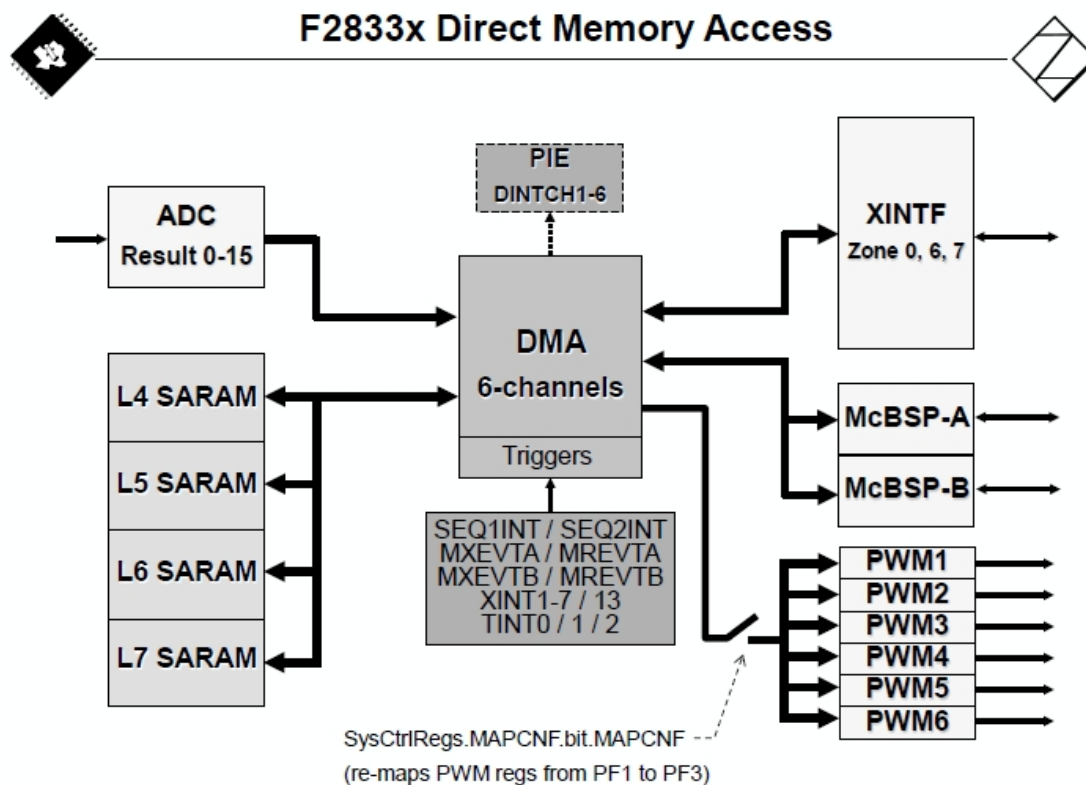 F2833x Direct Memory Access
PIE
DINTCH1-6
ADC
Result 0-15
XINTF
Zone 0, 6, 7
DMA
6-channels
Triggers
L4 SARAM
L5 SARAM
L6 SARAM
L7 SARAM
McBSP-A
McBSP-B
SEQ1INT / SEQ2INT
MXEVTA / MREVTA
MXEVTB / MREVTB
XINT1-7 / 13
TINT0 / 1 / 2
PWM1
PWM2
PWM3
PWM4
PWM5
PWM6
SysCtrlRegs.MAPCNF.bit.MAPCNF
(re-maps PWM regs from PF1 to PF3)